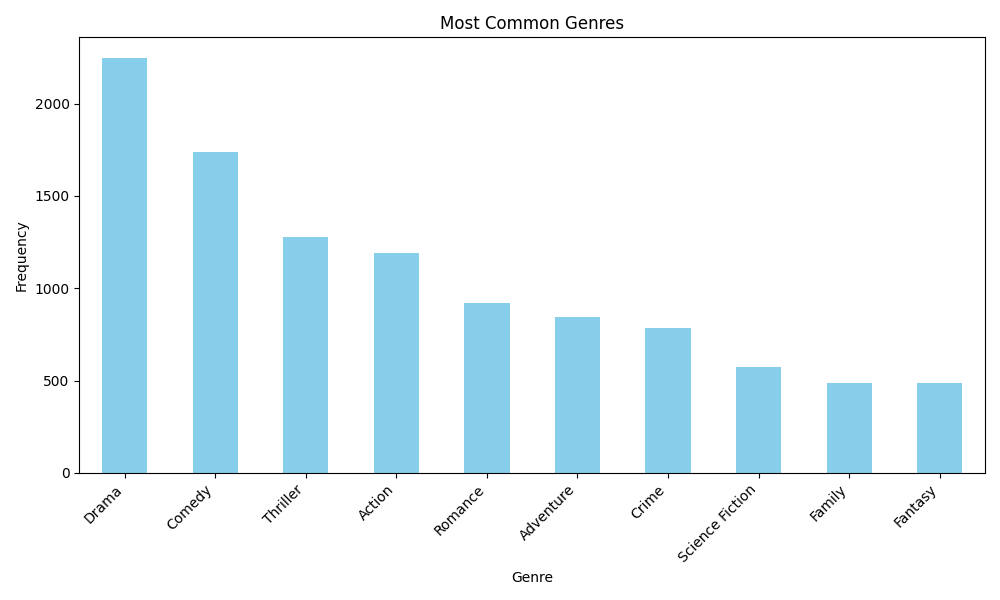 Most Common Genres
Frequency
2000
1500
1000
500
0
Drama
Comedy
Thriller
Action
Romance
Adventure
Crime
Science Fiction
Family
Fantasy
Genre